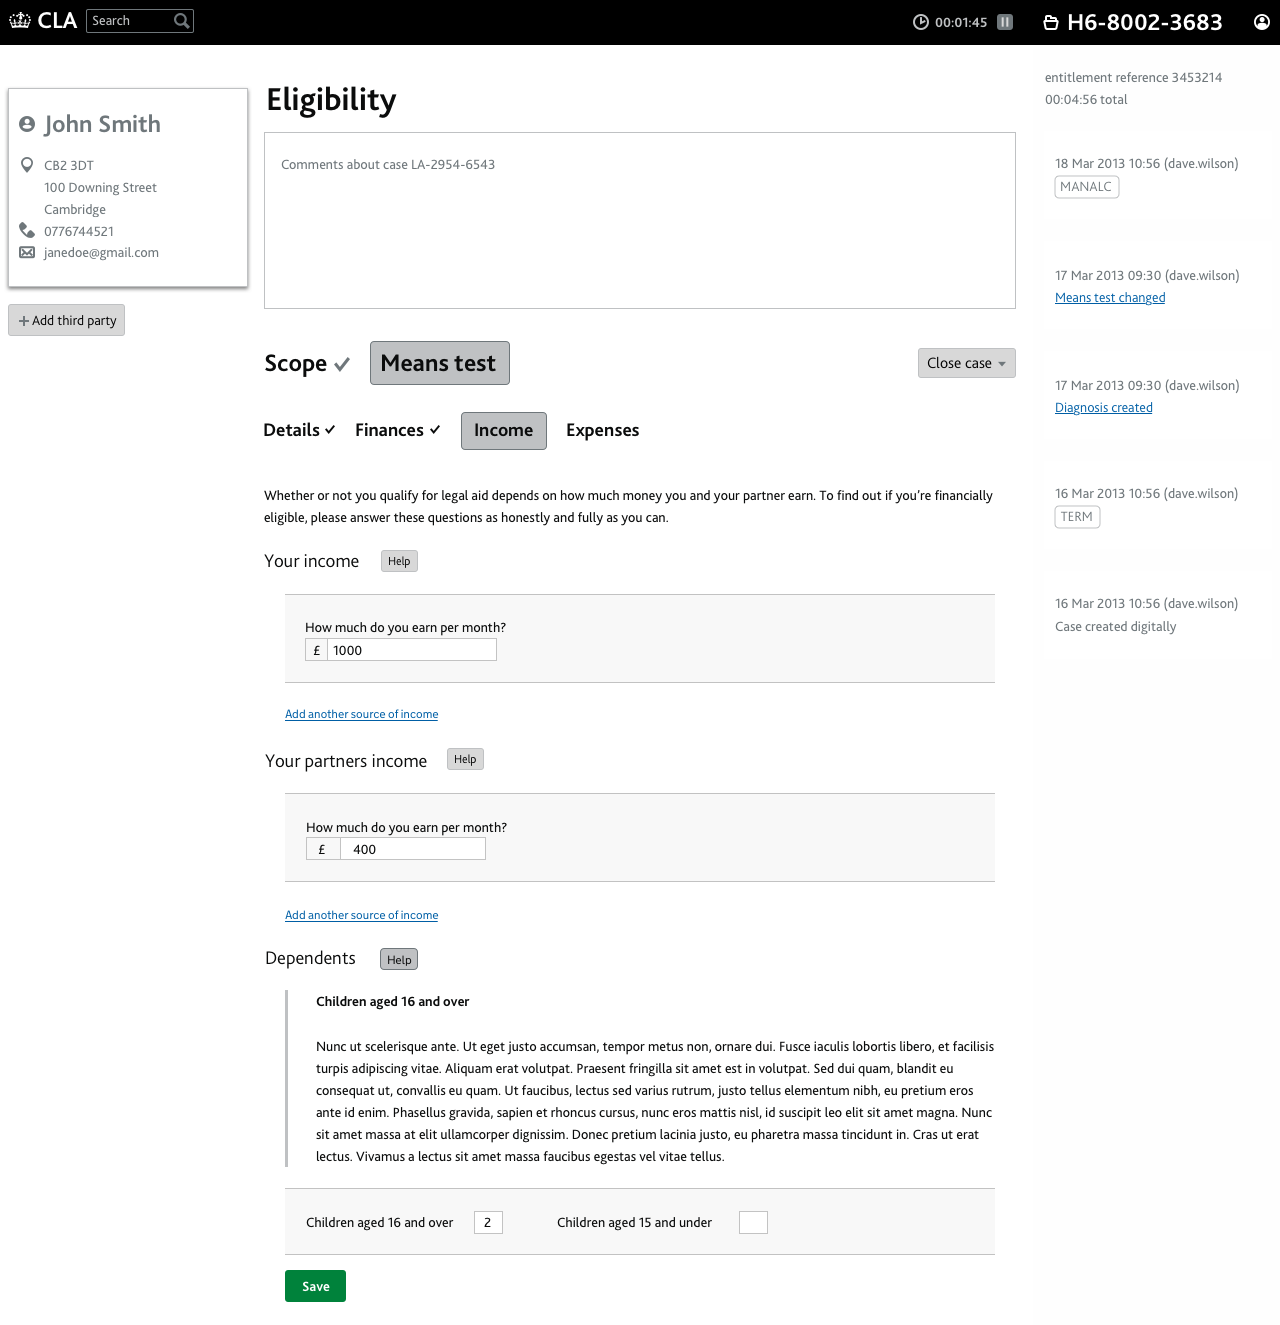 CLA
Search
00:01:45
H6-8002-3683
John Smith
CB2 3DT
100 Downing Street
Cambridge
0776744521
janedoe@gmail.com
Add third party
Eligibility
Comments about case LA-2954-6543
Scope
Means test
Close case
Details
Finances
Income
Expenses
Whether or not you qualify for legal aid depends on how much money you and your partner earn. To find out if you’re financially
eligible, please answer these questions as honestly and fully as you can.
Your income
Help
How much do you earn per month?
£ 1000
Add another source of income
Your partners income
Help
How much do you earn per month?
£ 400
Add another source of income
Dependents
Help
Children aged 16 and over
Nunc ut scelerisque ante. Ut eget justo accumsan, tempor metus non, ornare dui. Fusce iaculis lobortis libero, et facilisis
turpis adipiscing vitae. Aliquam erat volutpat. Praesent fringilla sit amet est in volutpat. Sed dui quam, blandit eu
consequat ut, convallis eu quam. Ut faucibus, lectus sed varius rutrum, justo tellus elementum nibh, eu pretium eros
ante id enim. Phasellus gravida, sapien et rhoncus cursus, nunc eros mattis nisl, id suscipit leo elit sit amet magna. Nunc
sit amet massa at elit ullamcorper dignissim. Donec pretium lacinia justo, eu pharetra massa tincidunt in. Cras ut erat
lectus. Vivamus a lectus sit amet massa faucibus egestas vel vitae tellus.
Children aged 16 and over 2
Children aged 15 and under
Save
entitlement reference 3453214
00:04:56 total
18 Mar 2013 10:56 (dave.wilson)
MANALC
17 Mar 2013 09:30 (dave.wilson)
Means test changed
17 Mar 2013 09:30 (dave.wilson)
Diagnosis created
16 Mar 2013 10:56 (dave.wilson)
TERM
16 Mar 2013 10:56 (dave.wilson)
Case created digitally